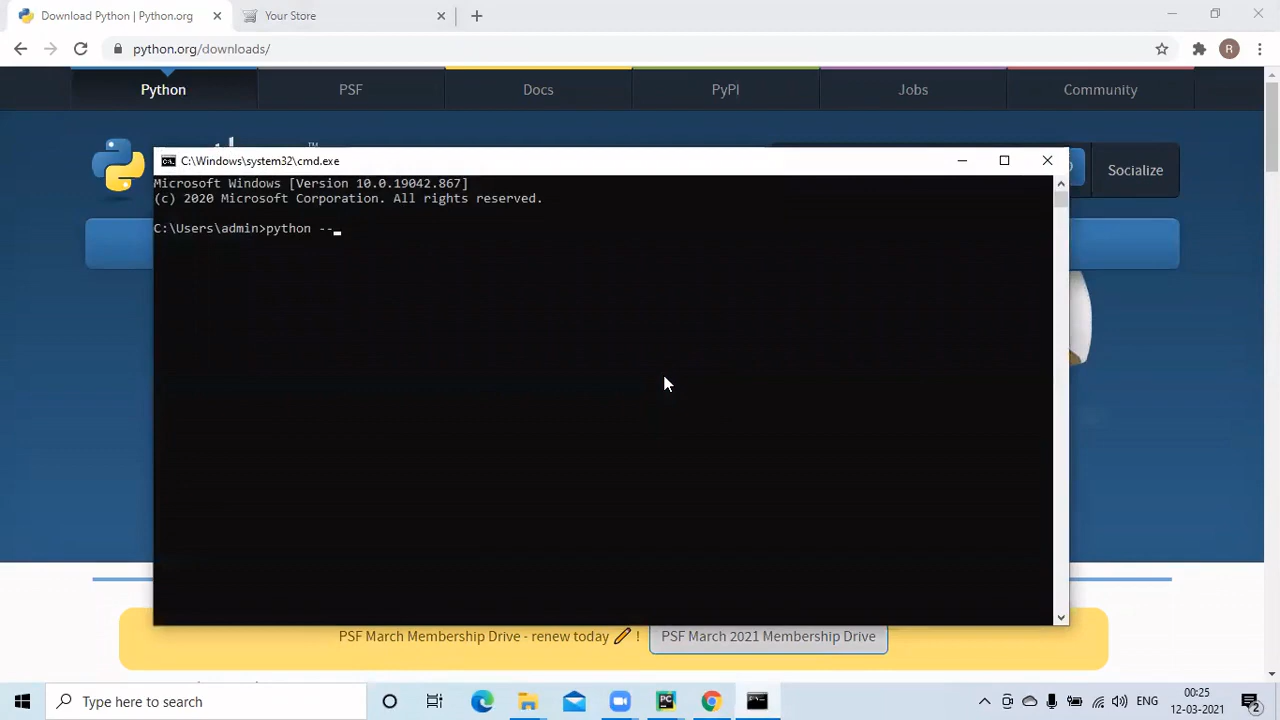 Download Python | Python.org
Your Store
python.org/downloads/
R
Python
PSF
Docs
PyPI
Jobs
Community
TM
Socialize
C:\Windows\system32\cmd.exe
Microsoft Windows [Version 10.0.19042.867]
(c) 2020 Microsoft Corporation. All rights reserved.
C:\Users\admin>python --_
PSF March Membership Drive - renew today !
PSF March 2021 Membership Drive
Type here to search
PC
ENG
00:25
12-03-2021
2